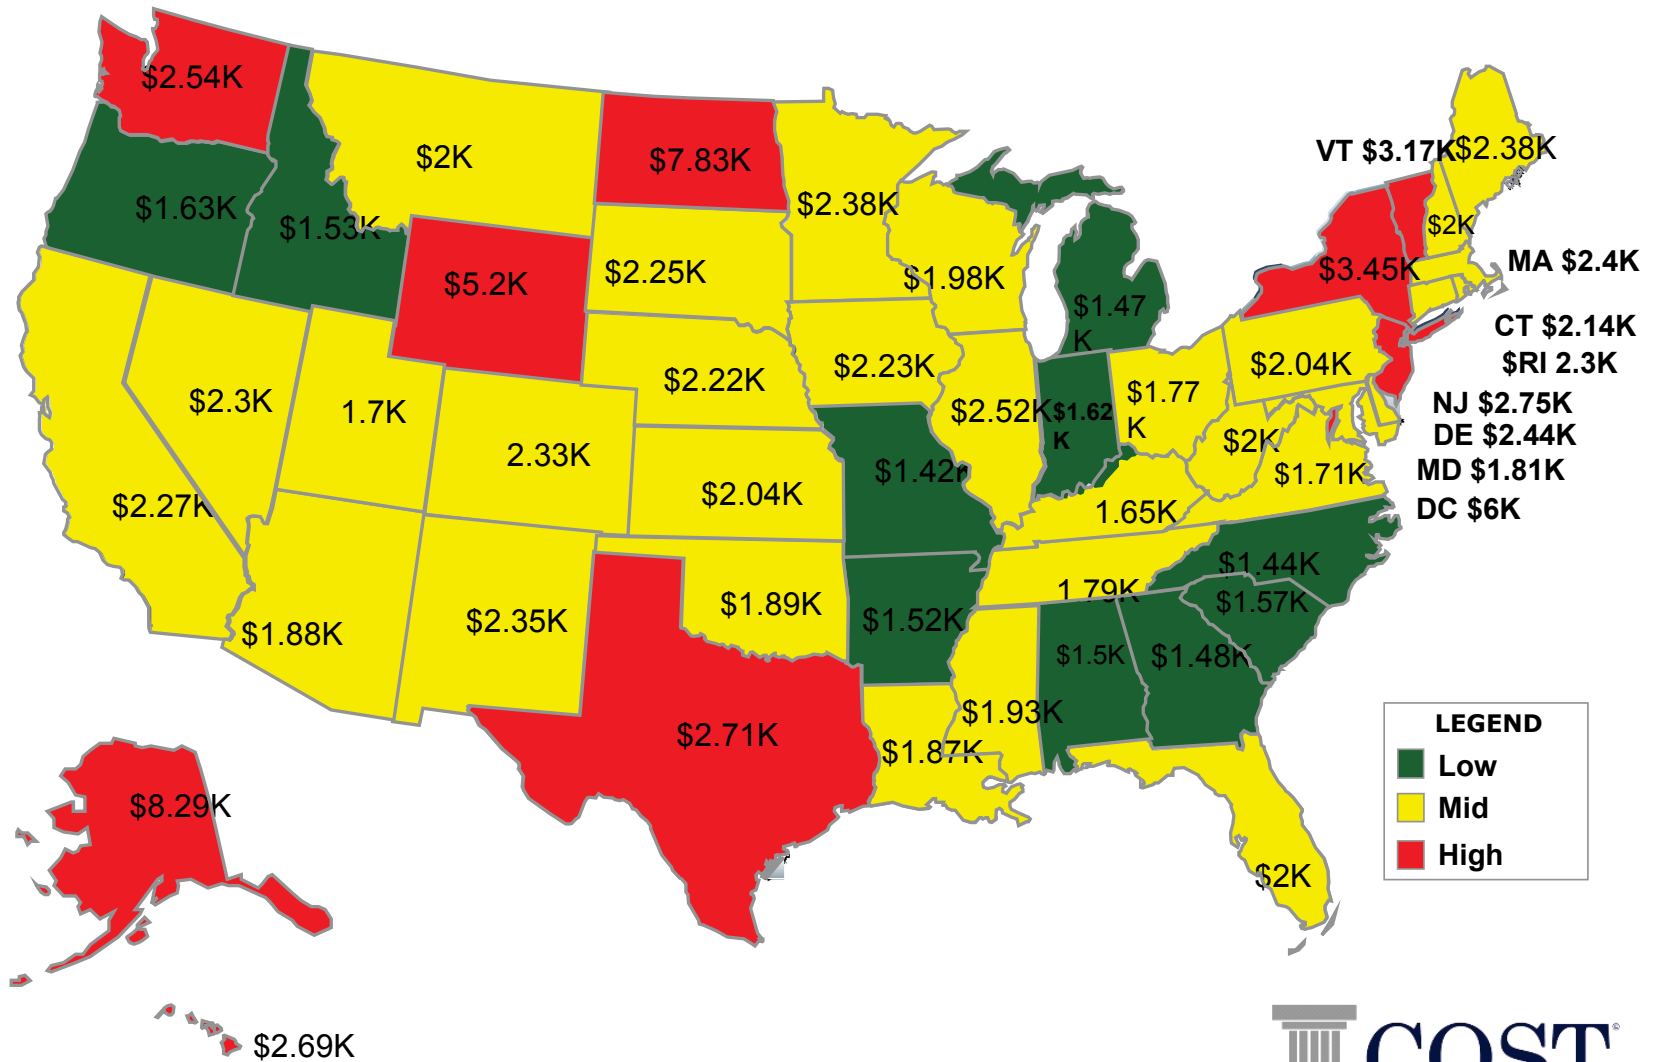 $2.54K
$2K
$7.83K
$2.38K
VT $3.17K
$2.38K
$1.63K
$1.53K
$5.2K
$2.25K
$1.98K
$1.47
K
$3.45K
$2K
MA $2.4K
CT $2.14K
$RI 2.3K
NJ $2.75K
DE $2.44K
MD $1.81K
DC $6K
$2.3K
1.7K
2.33K
$2.22K
$2.23K
$2.52K
$1.62
K
$1.77
K
$2.04K
$2K
$1.71K
$2.27K
$2.04K
$1.42K
1.65K
$1.44K
1.79K
$1.57K
$1.88K
$2.35K
$1.89K
$1.52K
$1.5K
$1.48K
$1.93K
$2.71K
$1.87K
$2K
$8.29K
$2.69K
LEGEND
Low
Mid
High
COST©